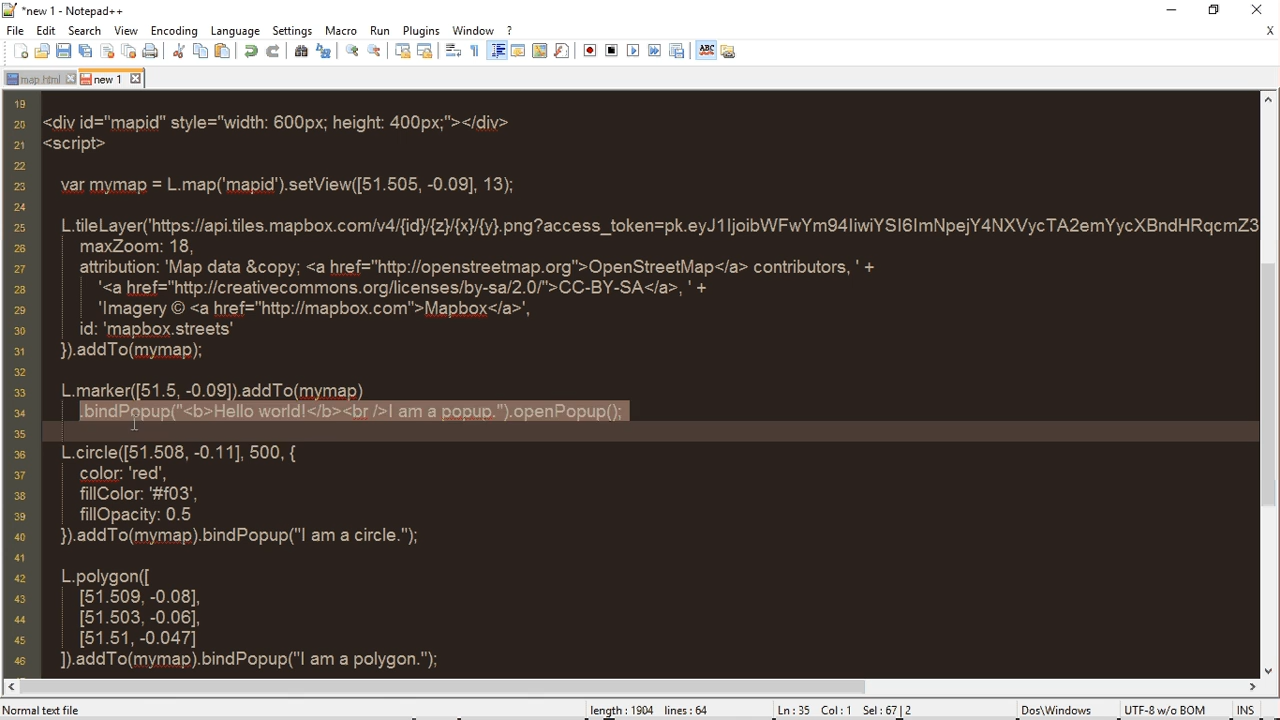 *new 1 - Notepad++
File Edit Search View Encoding Language Settings Macro Run Plugins Window ? X
ABC
map.html new 1
19
20 <div id="mapid" style="width: 600px; height: 400px;"></div>
21 <script>
22
23 var mymap = L.map('mapid').setView([51.505, -0.09], 13);
24
25 L.tileLayer('https://api.tiles.mapbox.com/v4/{id}/{z}/{x}/{y}.png?access_token=pk.eyJ1IjoibWFwYm94IiwiYSI6ImNpejY4NXVycTA2emYycXBndHRqcmZ3
26 maxZoom: 18,
27 attribution: 'Map data &copy; <a href="http://openstreetmap.org">OpenStreetMap</a> contributors, ' +
28 '<a href="http://creativecommons.org/licenses/by-sa/2.0/">CC-BY-SA</a>, ' +
29 'Imagery © <a href="http://mapbox.com">Mapbox</a>',
30 id: 'mapbox.streets'
31 }).addTo(mymap);
32
33 L.marker([51.5, -0.09]).addTo(mymap)
34 .bindPopup("<b>Hello world!</b><br />I am a popup.").openPopup();
35
36 L.circle([51.508, -0.11], 500, {
37 color: 'red',
38 fillColor: '#f03',
39 fillOpacity: 0.5
40 }).addTo(mymap).bindPopup("I am a circle.");
41
42 L.polygon([
43 [51.509, -0.08],
44 [51.503, -0.06],
45 [51.51, -0.047]
46 ]).addTo(mymap).bindPopup("I am a polygon.");
Normal text file length : 1904 lines : 64 Ln : 35 Col : 1 Sel : 67 | 2 Dos\Windows UTF-8 w/o BOM INS